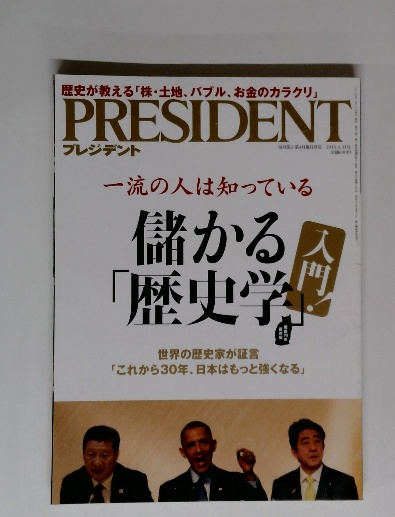 歴史が教える「株・土地、バブル、お金のカラクリ」
PRESIDENT
プレジデント
一流の人は知っている
儲かる
「歴史学」
入門!
世界の歴史家が証言
「これから30年、日本はもっと強くなる」